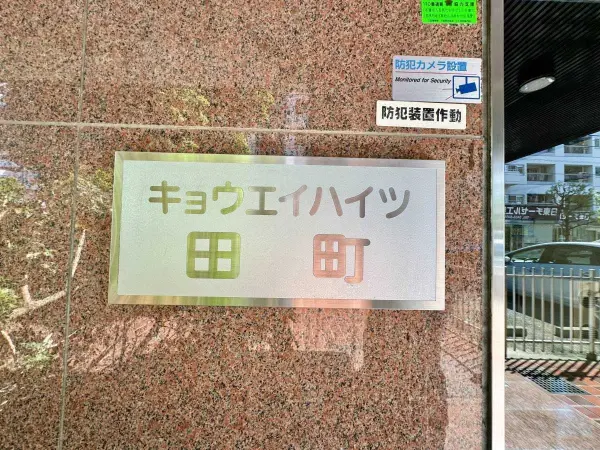 防犯カメラ設置
Monitored for Security
防犯装置作動
キョウエイハイツ
田町